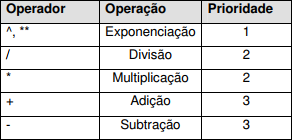 Operador Operação Prioridade
^, ** Exponenciação 1
/ Divisão 2
* Multiplicação 2
+ Adição 3
- Subtração 3